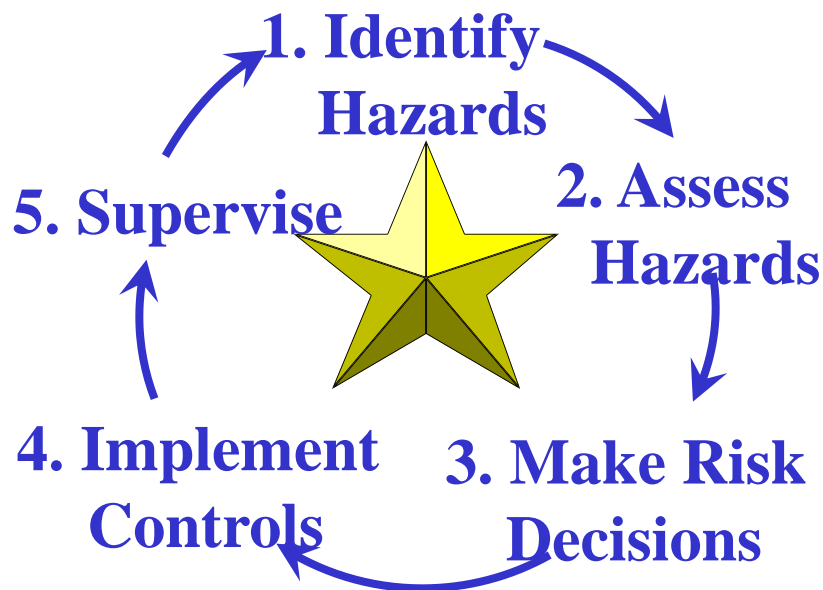 1. Identify
Hazards
2. Assess
Hazards
3. Make Risk
Decisions
4. Implement
Controls
5. Supervise